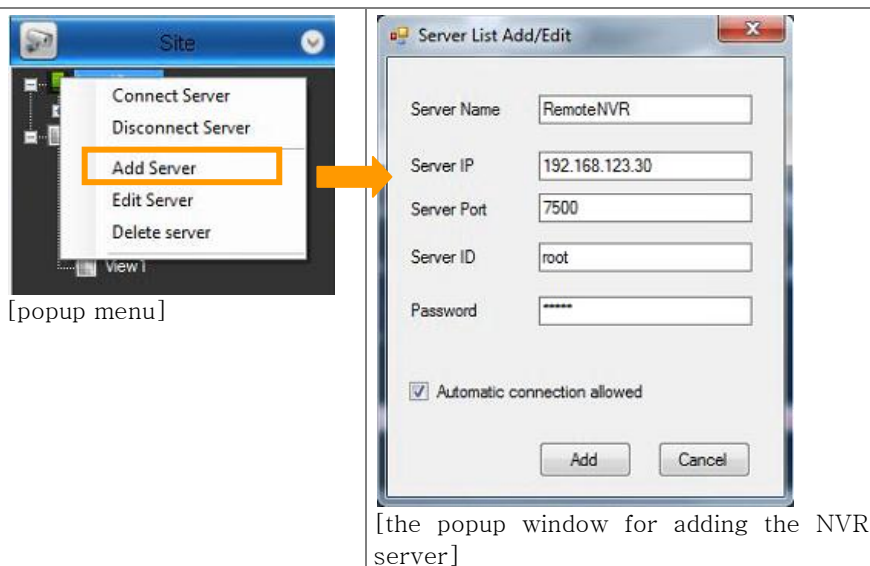 Site
Connect Server
Disconnect Server
Add Server
Edit Server
Delete server
View1
[popup menu]
Server List Add/Edit
Server Name RemoteNVR
Server IP 192.168.123.30
Server Port 7500
Server ID root
Password *****
Automatic connection allowed
Add Cancel
[the popup window for adding the NVR
server]